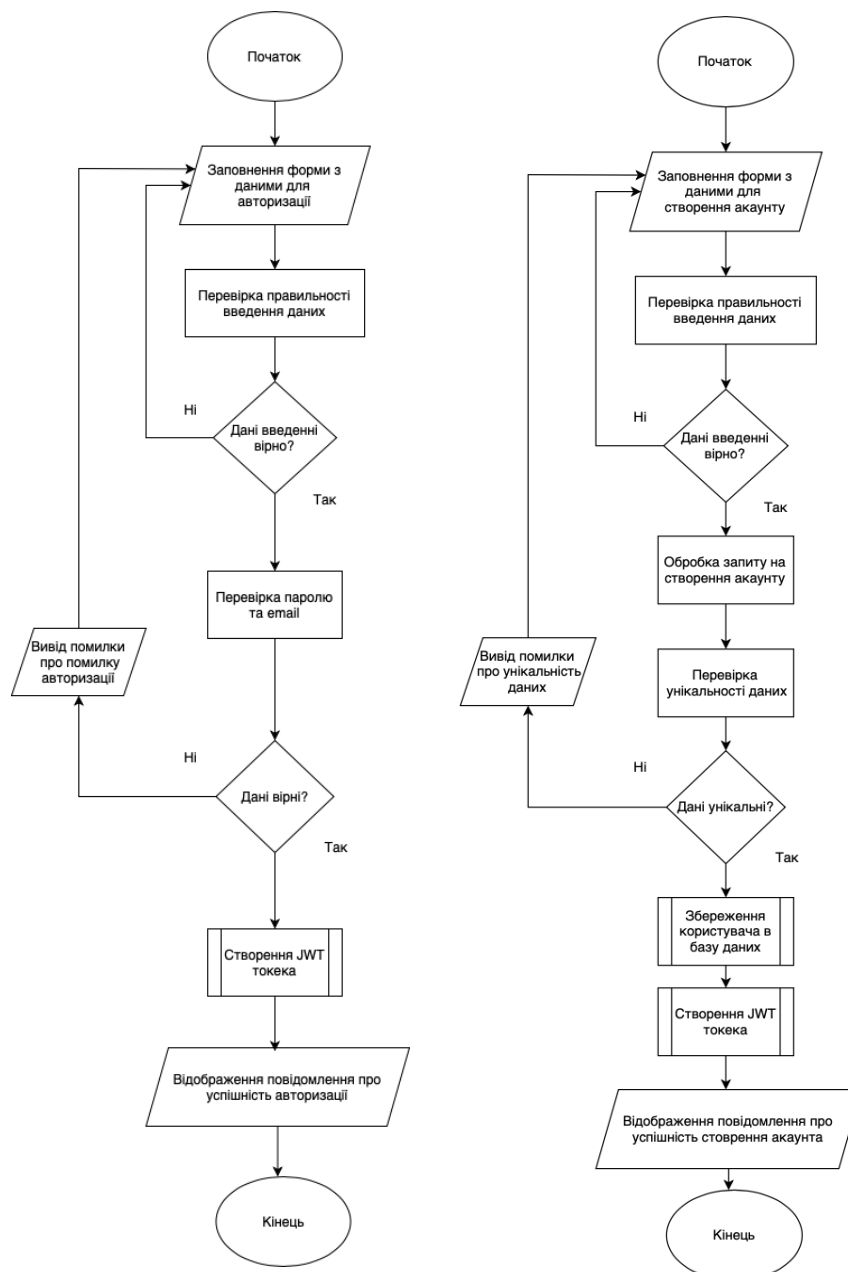 Початок
Заповнення форми з
даними для
авторизації
Перевірка правильності
введення даних
Ні
Дані введенні
вірно?
Так
Перевірка паролю
та email
Вивід помилки
про помилку
авторизації
Ні
Дані вірні?
Так
Створення JWT
токека
Відображення повідомлення про
успішність авторизації
Кінець
Початок
Заповнення форми з
даними для
створення акаунту
Перевірка правильності
введення даних
Ні
Дані введенні
вірно?
Так
Обробка запиту на
створення акаунту
Вивід помилки
про унікальність
даних
Перевірка
унікальності даних
Ні
Дані унікальні?
Так
Збереження
користувача в
базу даних
Створення JWT
токека
Відображення повідомлення про
успішність стоврення акаунта
Кінець